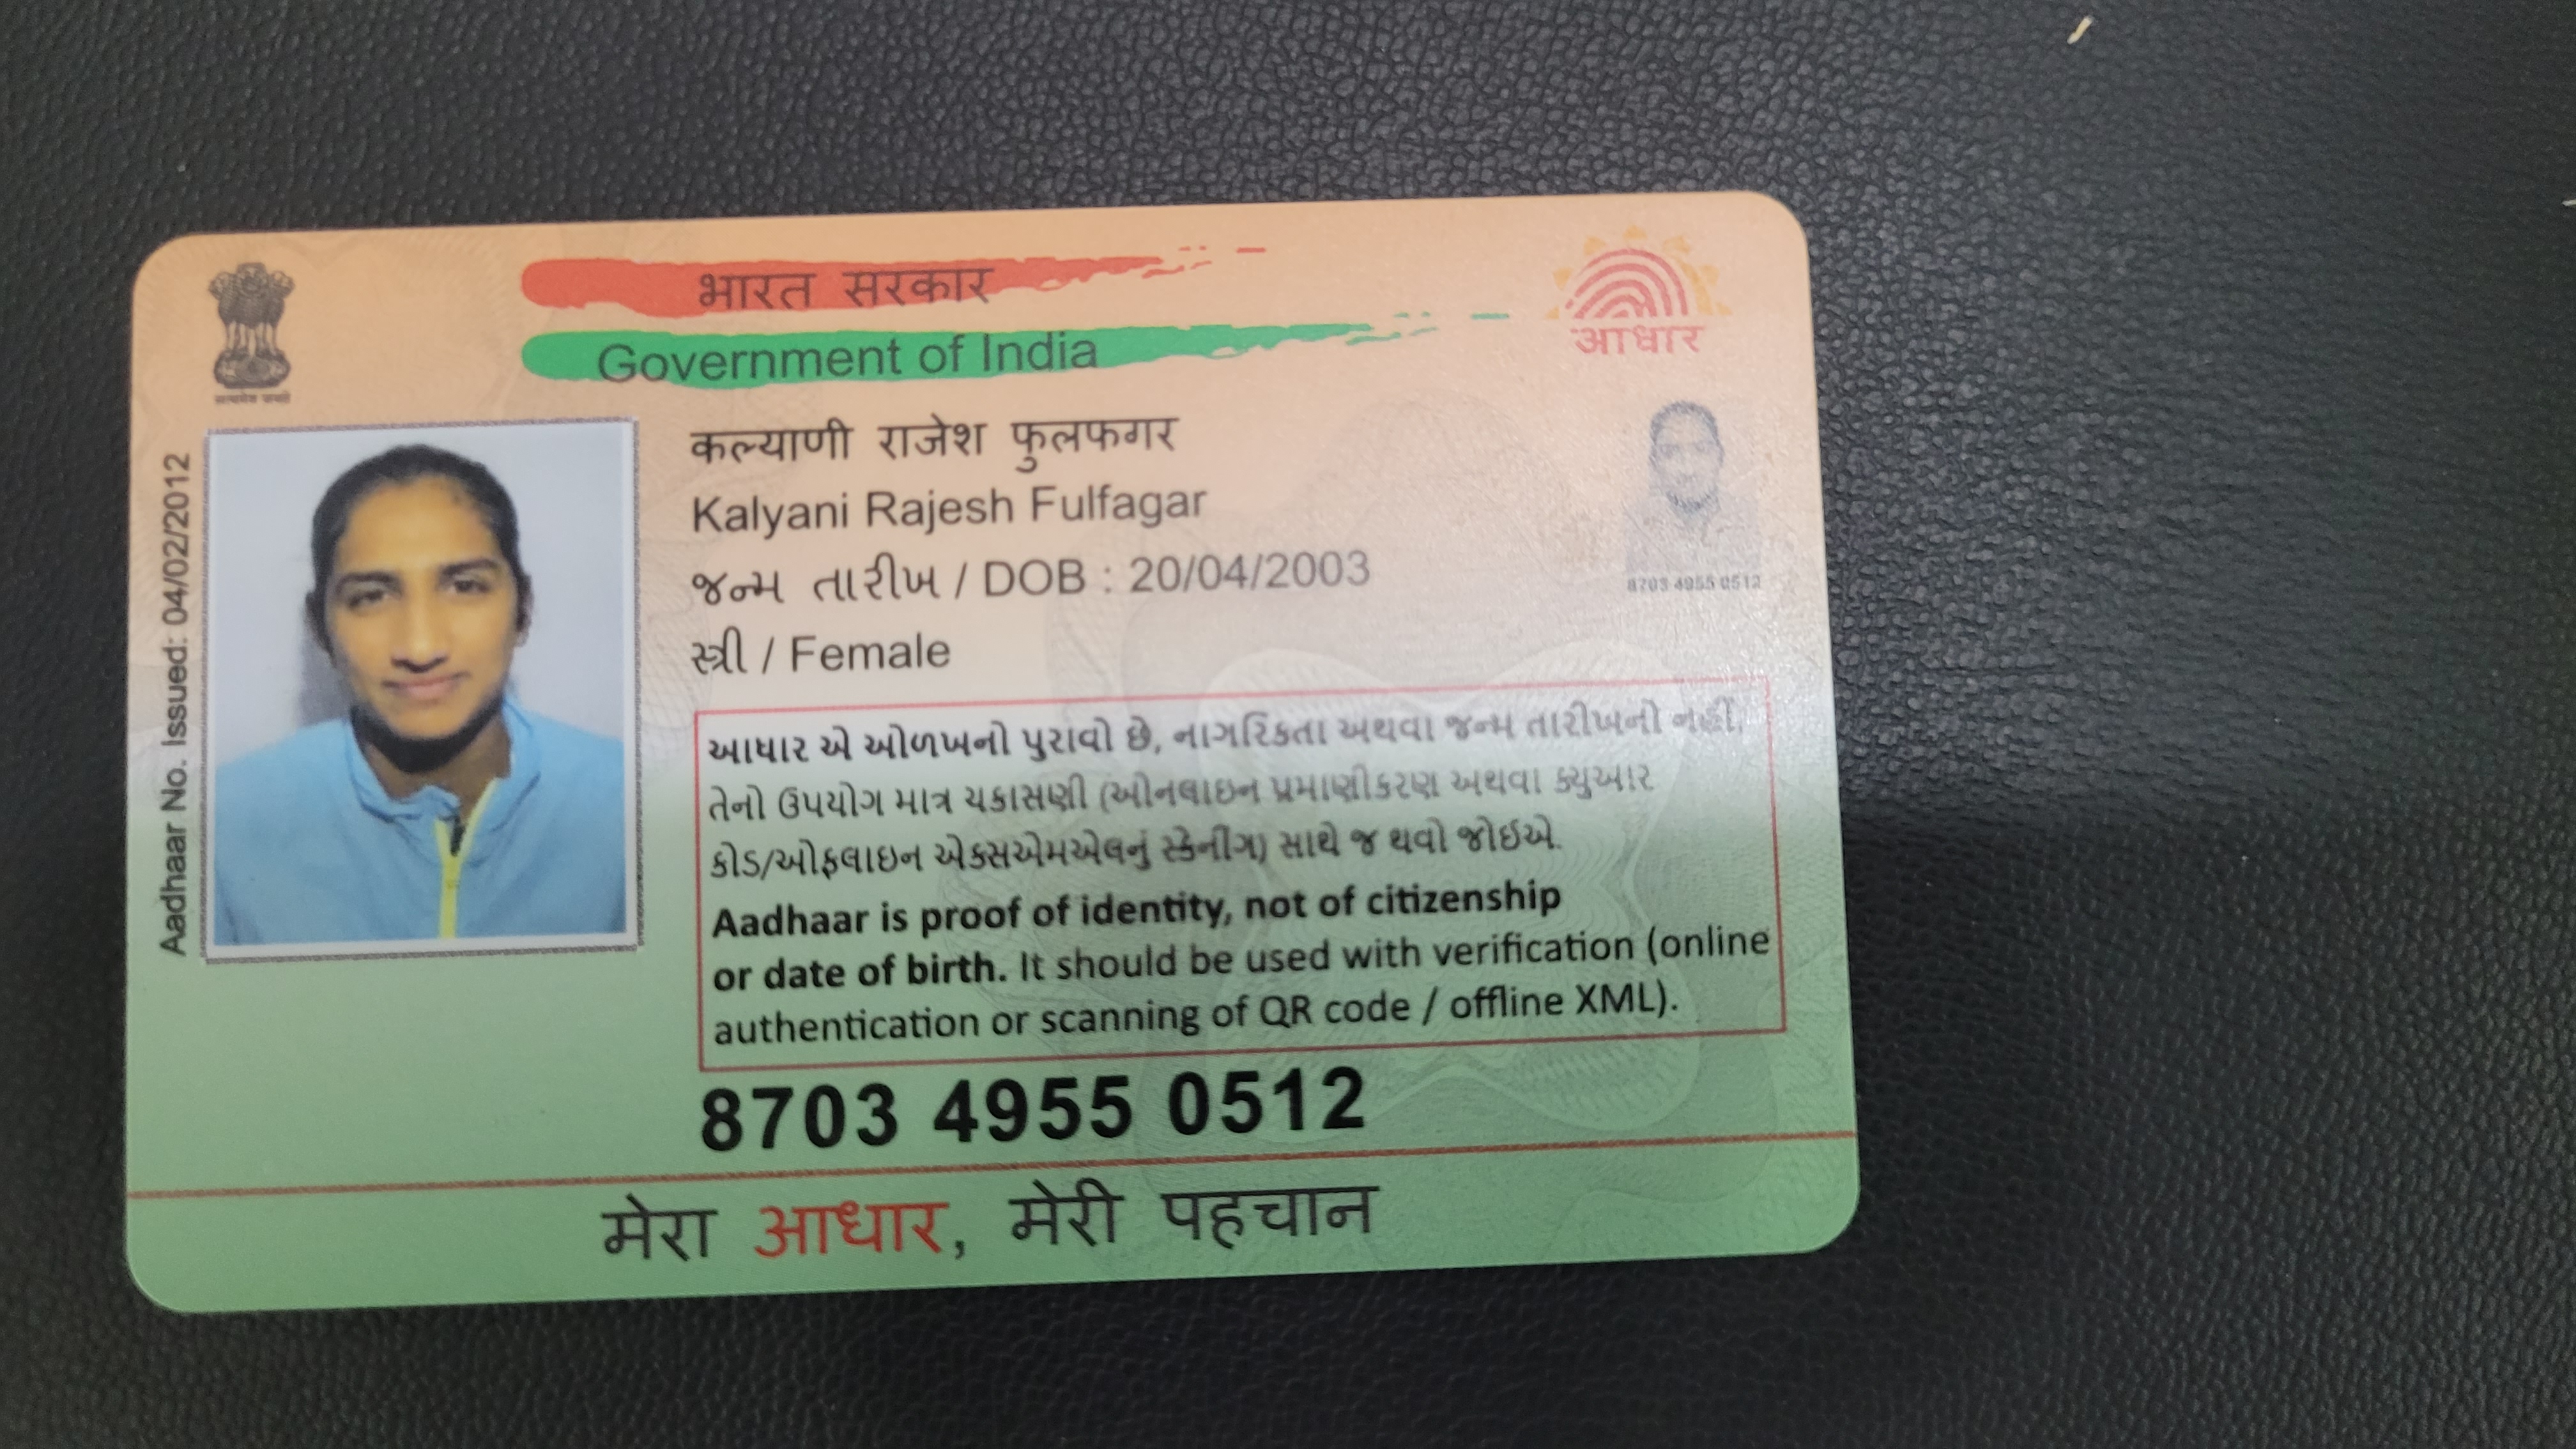 भारत सरकार
Government of India
आधार
सत्यमेव जयते
Aadhaar No. Issued: 04/02/2012
कल्याणी राजेश फुलफगर
Kalyani Rajesh Fulfagar
જન્મ તારીખ / DOB : 20/04/2003
સ્ત્રી / Female
8703 4955 0512
આધાર એ ઓળખનો પુરાવો છે, નાગરિકતા અથવા જન્મ તારીખનો નહીં.
તેનો ઉપયોગ માત્ર ચકાસણી (ઓનલાઇન પ્રમાણીકરણ અથવા ક્યુઆર
કોડ/ઓફલાઇન એક્સએમએલનું સ્કેનીંગ) સાથે જ થવો જોઈએ.
Aadhaar is proof of identity, not of citizenship
or date of birth. It should be used with verification (online
authentication or scanning of QR code / offline XML).
8703 4955 0512
मेरा आधार, मेरी पहचान